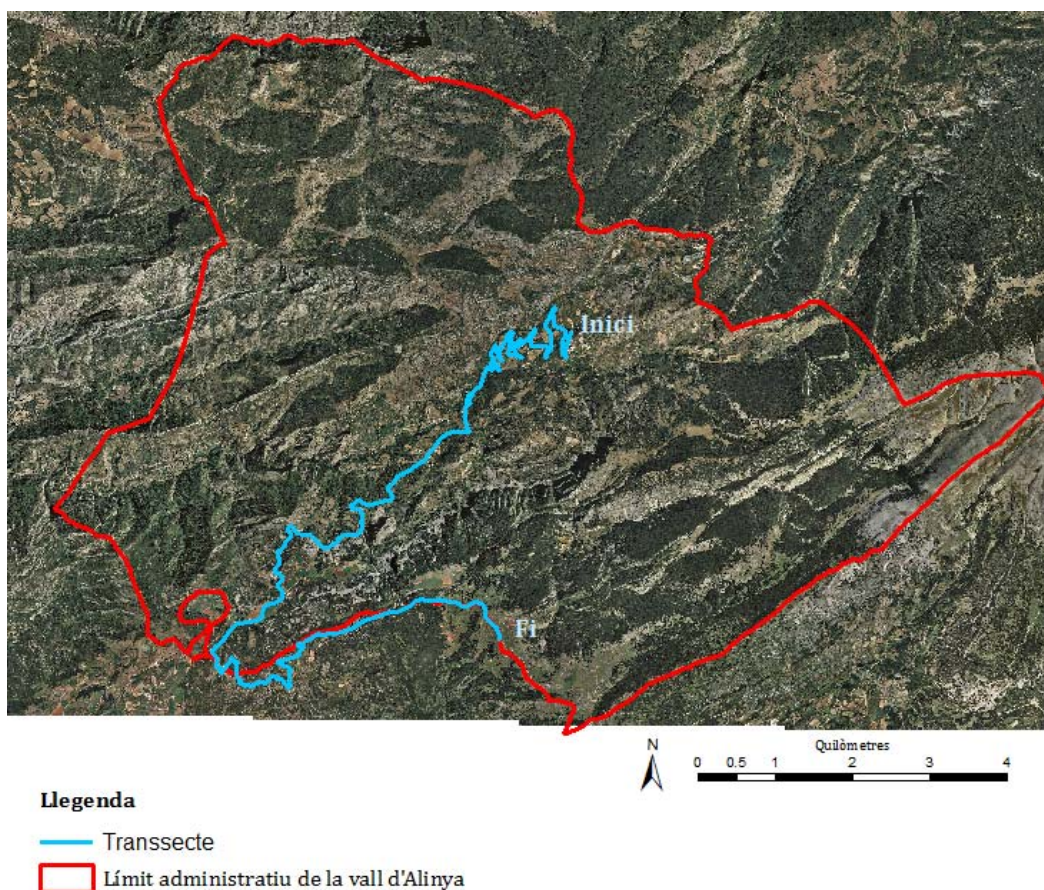 Inici
Fi
N
Quilòmetres
0 0.5 1 2 3 4
Llegenda
Transsecte
Límit administratiu de la vall d'Alinya